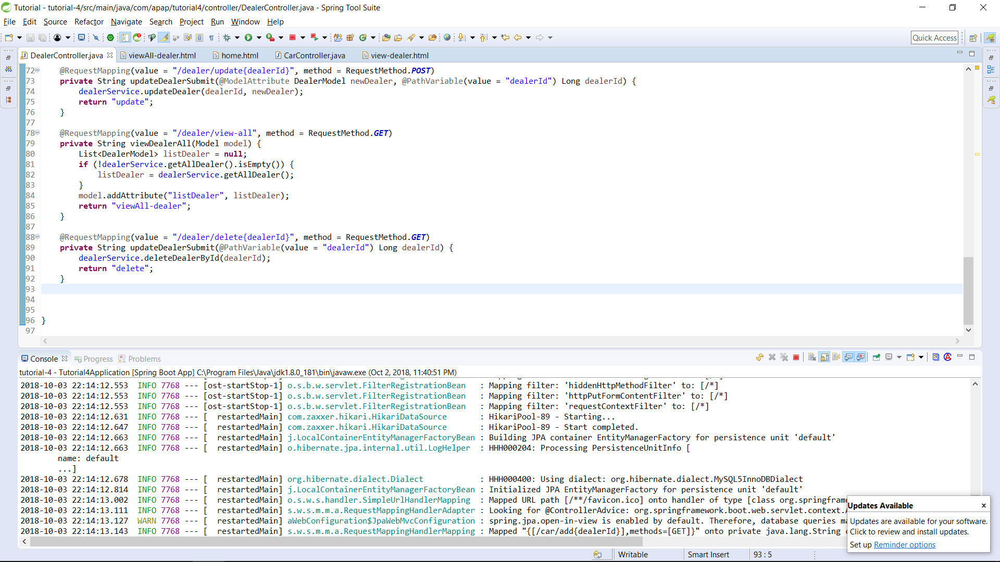 Tutorial - tutorial-4/src/main/java/com/apap/tutorial4/controller/DealerController.java - Spring Tool Suite
File Edit Source Refactor Navigate Search Project Run Window Help
Quick Access
DealerController.java viewAll-dealer.html home.html CarController.java view-dealer.html
72 @RequestMapping(value = "/dealer/update{dealerId}", method = RequestMethod.POST)
73 private String updateDealerSubmit(@ModelAttribute DealerModel newDealer, @PathVariable(value = "dealerId") Long dealerId) {
74 dealerService.updateDealer(dealerId, newDealer);
75 return "update";
76 }
77
78 @RequestMapping(value = "/dealer/view-all", method = RequestMethod.GET)
79 private String viewDealerAll(Model model) {
80 List<DealerModel> listDealer = null;
81 if (!dealerService.getAllDealer().isEmpty()) {
82 listDealer = dealerService.getAllDealer();
83 }
84 model.addAttribute("listDealer", listDealer);
85 return "viewAll-dealer";
86 }
87
88 @RequestMapping(value = "/dealer/delete{dealerId}", method = RequestMethod.GET)
89 private String updateDealerSubmit(@PathVariable(value = "dealerId") Long dealerId) {
90 dealerService.deleteDealerById(dealerId);
91 return "delete";
92 }
93
94
95
96 }
97
Console Progress Problems
tutorial-4 - Tutorial4Application [Spring Boot App] C:\Program Files\Java\jdk1.8.0_181\bin\javaw.exe (Oct 2, 2018, 11:40:51 PM)
2018-10-03 22:14:12.553 INFO 7768 --- [ost-startStop-1] o.s.b.w.servlet.FilterRegistrationBean : Mapping filter: 'hiddenHttpMethodFilter' to: [/*]
2018-10-03 22:14:12.553 INFO 7768 --- [ost-startStop-1] o.s.b.w.servlet.FilterRegistrationBean : Mapping filter: 'httpPutFormContentFilter' to: [/*]
2018-10-03 22:14:12.553 INFO 7768 --- [ost-startStop-1] o.s.b.w.servlet.FilterRegistrationBean : Mapping filter: 'requestContextFilter' to: [/*]
2018-10-03 22:14:12.631 INFO 7768 --- [ restartedMain] com.zaxxer.hikari.HikariDataSource : HikariPool-89 - Starting...
2018-10-03 22:14:12.647 INFO 7768 --- [ restartedMain] com.zaxxer.hikari.HikariDataSource : HikariPool-89 - Start completed.
2018-10-03 22:14:12.663 INFO 7768 --- [ restartedMain] j.LocalContainerEntityManagerFactoryBean : Building JPA container EntityManagerFactory for persistence unit 'default'
2018-10-03 22:14:12.663 INFO 7768 --- [ restartedMain] o.hibernate.jpa.internal.util.LogHelper : HHH000204: Processing PersistenceUnitInfo [
name: default
...]
2018-10-03 22:14:12.678 INFO 7768 --- [ restartedMain] org.hibernate.dialect.Dialect : HHH000400: Using dialect: org.hibernate.dialect.MySQL5InnoDBDialect
2018-10-03 22:14:12.814 INFO 7768 --- [ restartedMain] j.LocalContainerEntityManagerFactoryBean : Initialized JPA EntityManagerFactory for persistence unit 'default'
2018-10-03 22:14:13.002 INFO 7768 --- [ restartedMain] o.s.w.s.handler.SimpleUrlHandlerMapping : Mapped URL path [/**/favicon.ico] onto handler of type [class org.springframe
2018-10-03 22:14:13.111 INFO 7768 --- [ restartedMain] s.w.s.m.m.a.RequestMappingHandlerAdapter : Looking for @ControllerAdvice: org.springframework.boot.web.servlet.context.
2018-10-03 22:14:13.127 WARN 7768 --- [ restartedMain] aWebConfiguration$JpaWebMvcConfiguration : spring.jpa.open-in-view is enabled by default. Therefore, database queries ma
2018-10-03 22:14:13.143 INFO 7768 --- [ restartedMain] s.w.s.m.m.a.RequestMappingHandlerMapping : Mapped "{[/car/add{dealerId}],methods=[GET]}" onto private java.lang.String
Updates Available
Updates are available for your software.
Click to review and install updates.
Set up Reminder options
Writable Smart Insert 93 : 5